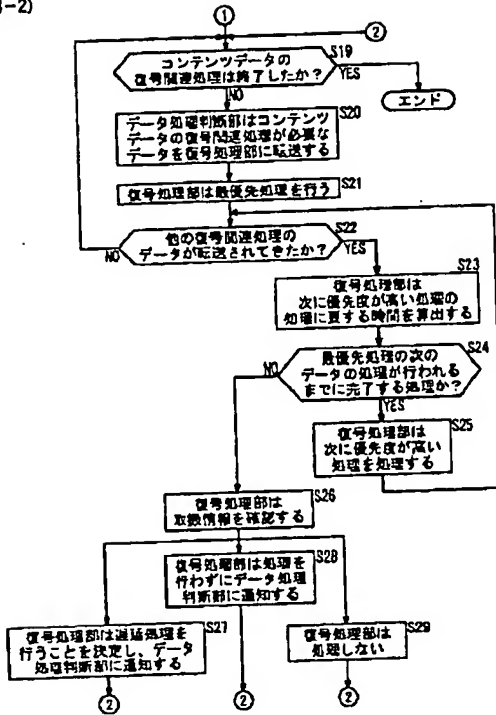 -2)
①
②
コンテンツデータの
復号関連処理は終了したか?
S19
YES
NO
エンド
S20
データ処理判断部はコンテンツ
データの復号関連処理が必要な
データを復号処理部に転送する
復号処理部は最優先処理を行う
S21
S22
他の復号関連処理の
データが転送されてきたか?
NO
YES
S23
復号処理部は
次に優先度が高い処理の
処理に要する時間を算出する
S24
最優先処理の次の
データの処理が行われる
までに完了する処理か?
NO
YES
S25
復号処理部は
次に優先度が高い
処理を処理する
S26
復号処理部は
取扱情報を確認する
S28
復号処理部は処理を
行わずにデータ処理
判断部に通知する
S27
復号処理部は遅延処理を
行うことを決定し、データ
処理判断部に通知する
S29
復号処理部は
処理しない
②
②
②